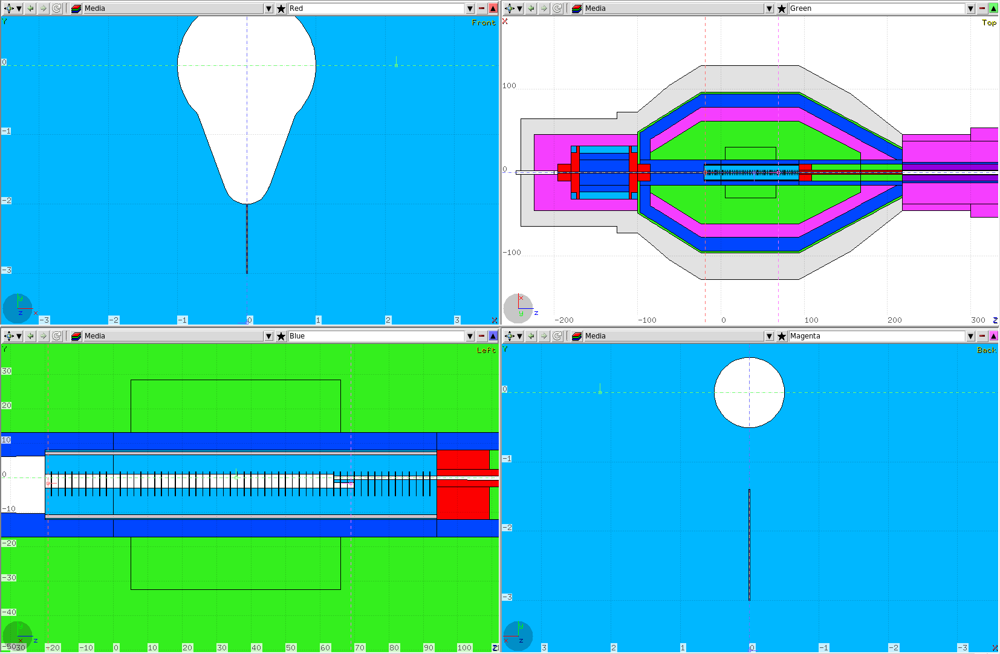 Media Red
Y Front
0
-1
-2
-3
y
z x
-3 -2 -1 0 1 2 3 X
Media Green
X Top
100
0
-100
x
y z
-200 -100 0 100 200 300 Z
Media Blue
Y Left
30
20
10
0
-10
-20
-30
-40
-50
y
x z
-30 -20 -10 0 10 20 30 40 50 60 70 80 90 100 Z
Media Magenta
Y Back
0
-1
-2
-3
y
x z
3 2 1 0 -1 -2 -3 X